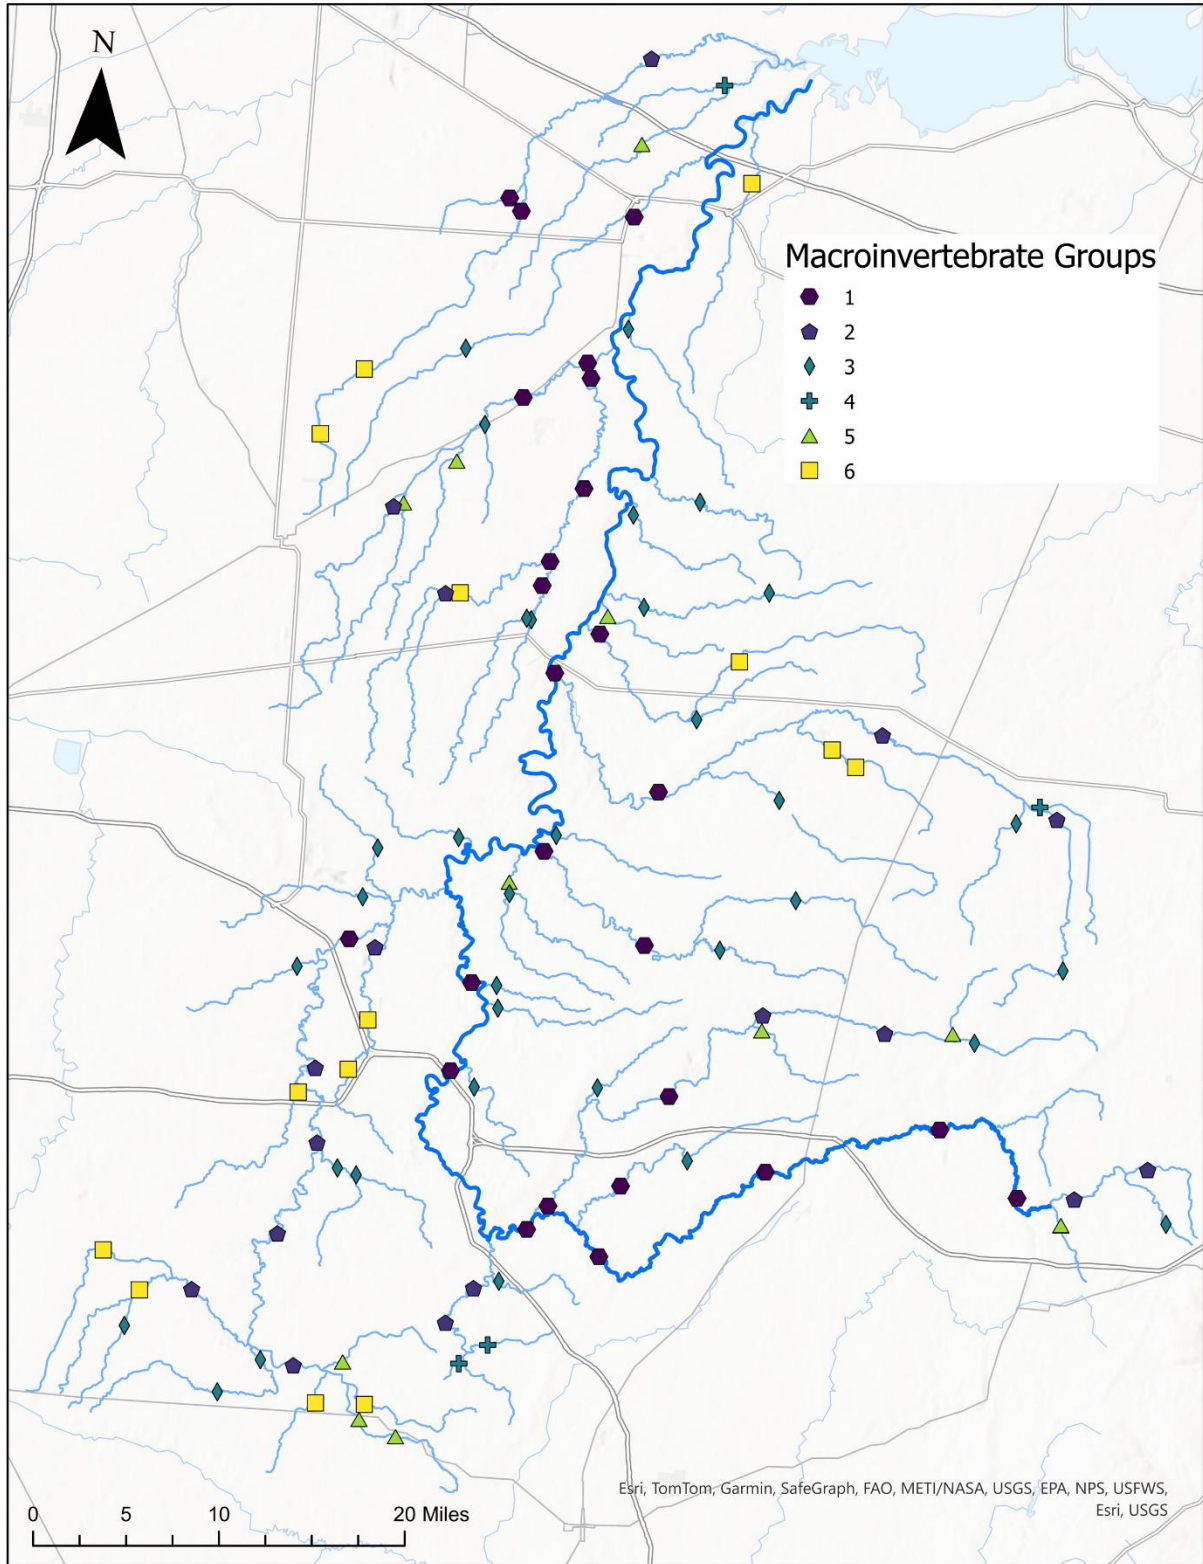 N
Macroinvertebrate Groups
1
2
3
4
5
6
Esri, TomTom, Garmin, SafeGraph, FAO, METI/NASA, USGS, EPA, NPS, USFWS,
Esri, USGS
0 5 10 20 Miles